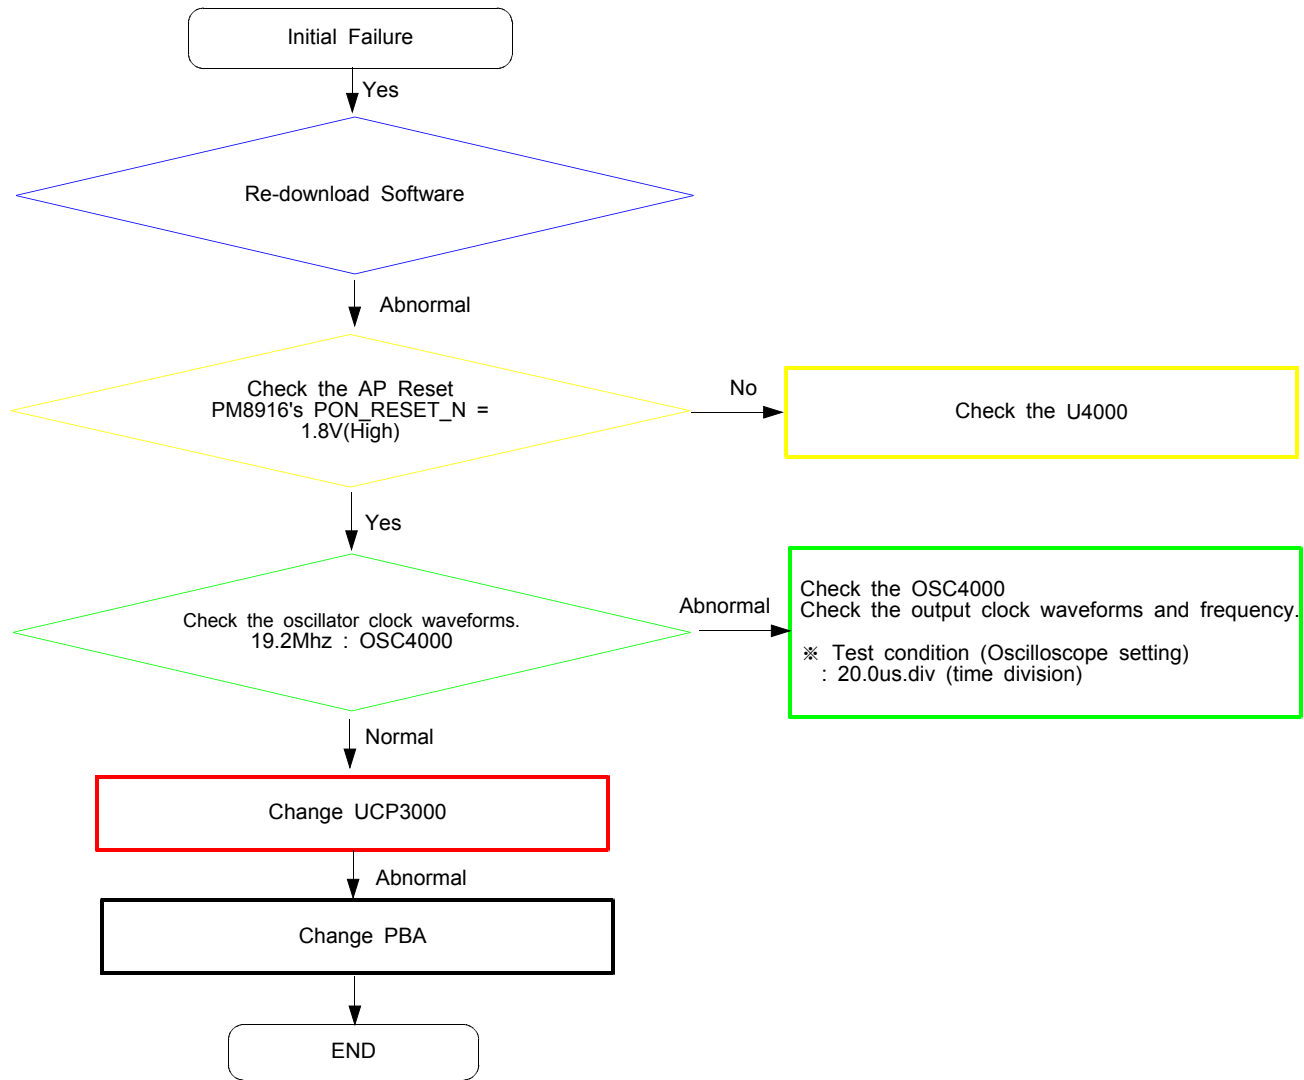 Initial Failure
Yes
Re-download Software
Abnormal
Check the AP Reset
PM8916's PON_RESET_N =
1.8V(High)
No
Check the U4000
Yes
Check the oscillator clock waveforms.
19.2Mhz : OSC4000
Abnormal
Check the OSC4000
Check the output clock waveforms and frequency.
※ Test condition (Oscilloscope setting)
: 20.0us.div (time division)
Normal
Change UCP3000
Abnormal
Change PBA
END